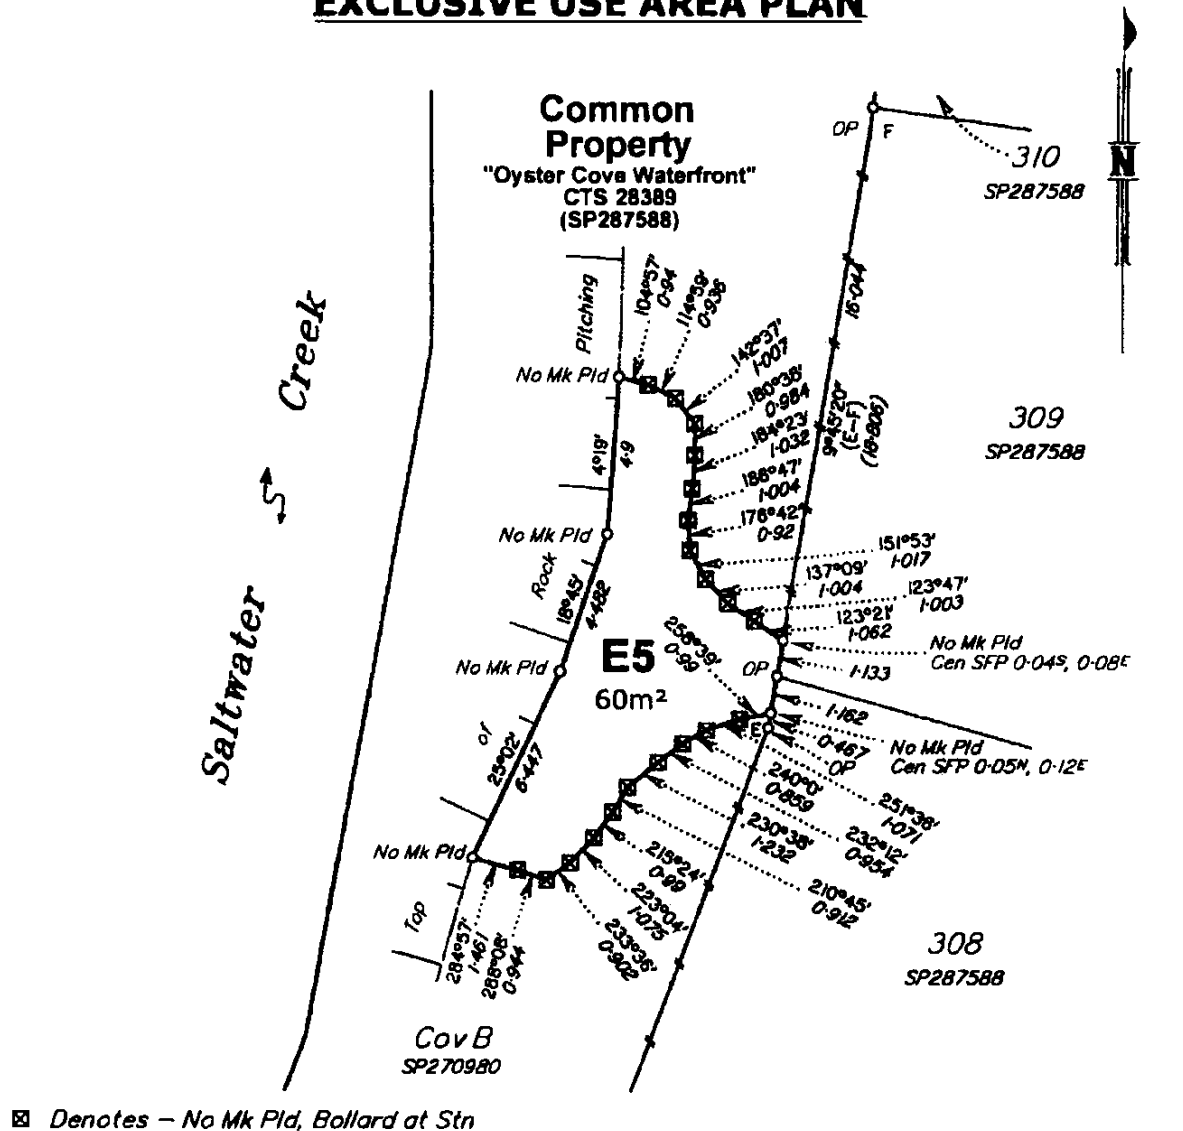 EXCLUSIVE USE AREA PLAN
Common
Property
"Oyster Cove Waterfront"
CTS 28389
(SP287588)
OP
F
310
SP287588
N
Pitching
104°57'
0·94
114°59'
0·936
142°37'
1·007
180°38'
0·984
184°23'
1·032
186°47'
1·004
178°42'
0·92
16·044
9°45'20"
(E–F)
(18·806)
309
SP287588
No Mk Pld
4°19'
4·9
No Mk Pld
Rock
18°45'
4·482
151°53'
1·017
137°09'
1·004
123°47'
1·003
123°21'
1·062
No Mk Pld
Cen SFP 0·04S, 0·08E
Saltwater Creek
No Mk Pld
E5
60m²
258°39'
0·99
OP
1·133
1·162
E
0·467
OP
No Mk Pld
Cen SFP 0·05N, 0·12E
of
25°02'
6·447
240°0'
0·859
251°38'
1·071
230°38'
1·232
232°12'
0·954
215°24'
0·99
210°45'
0·912
223°04'
1·075
233°36'
0·902
No Mk Pld
Top
284°57'
1·461
288°08'
0·944
308
SP287588
Cov B
SP270980
Denotes – No Mk Pld, Bollard at Stn